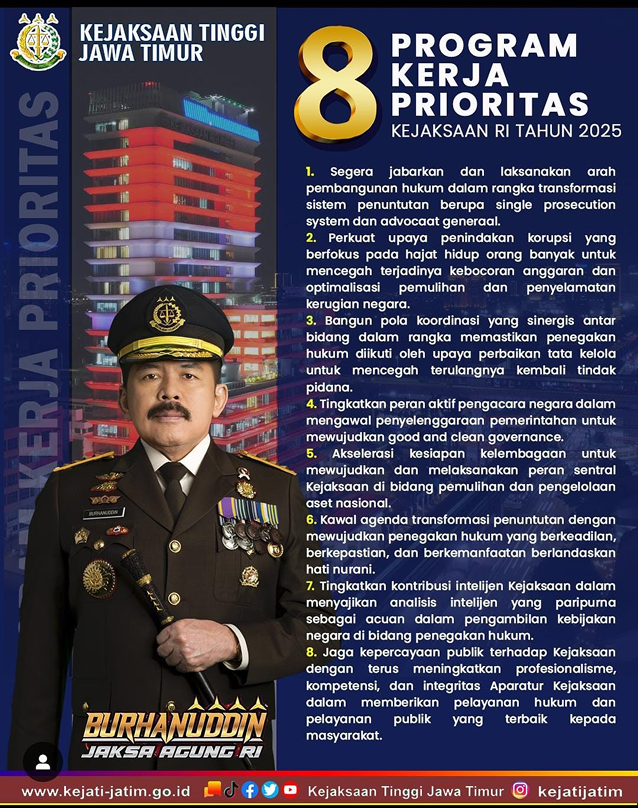 KEJAKSAAN TINGGI
JAWA TIMUR
8 PROGRAM
KERJA
PRIORITAS
KEJAKSAAN RI TAHUN 2025
1. Segera jabarkan dan laksanakan arah
pembangunan hukum dalam rangka transformasi
sistem penuntutan berupa single prosecution
system dan advocaat generaal.
2. Perkuat upaya penindakan korupsi yang
berfokus pada hajat hidup orang banyak untuk
mencegah terjadinya kebocoran anggaran dan
optimalisasi pemulihan dan penyelamatan
kerugian negara.
3. Bangun pola koordinasi yang sinergis antar
bidang dalam rangka memastikan penegakan
hukum diikuti oleh upaya perbaikan tata kelola
untuk mencegah terulangnya kembali tindak
pidana.
4. Tingkatkan peran aktif pengacara negara dalam
mengawal penyelenggaraan pemerintahan untuk
mewujudkan good and clean governance.
5. Akselerasi kesiapan kelembagaan untuk
mewujudkan dan melaksanakan peran sentral
Kejaksaan di bidang pemulihan dan pengelolaan
aset nasional.
6. Kawal agenda transformasi penuntutan dengan
mewujudkan penegakan hukum yang berkeadilan,
berkepastian, dan berkemanfaatan berlandaskan
hati nurani.
7. Tingkatkan kontribusi intelijen Kejaksaan dalam
menyajikan analisis intelijen yang paripurna
sebagai acuan dalam pengambilan kebijakan
negara di bidang penegakan hukum.
8. Jaga kepercayaan publik terhadap Kejaksaan
dengan terus meningkatkan profesionalisme,
kompetensi, dan integritas Aparatur Kejaksaan
dalam memberikan pelayanan hukum dan
pelayanan publik yang terbaik kepada
masyarakat.
KERJA PRIORITAS
BURHANUDDIN
BURHANUDDIN
JAKSA AGUNG RI
www.kejati-jatim.go.id Kejaksaan Tinggi Jawa Timur kejatijatim